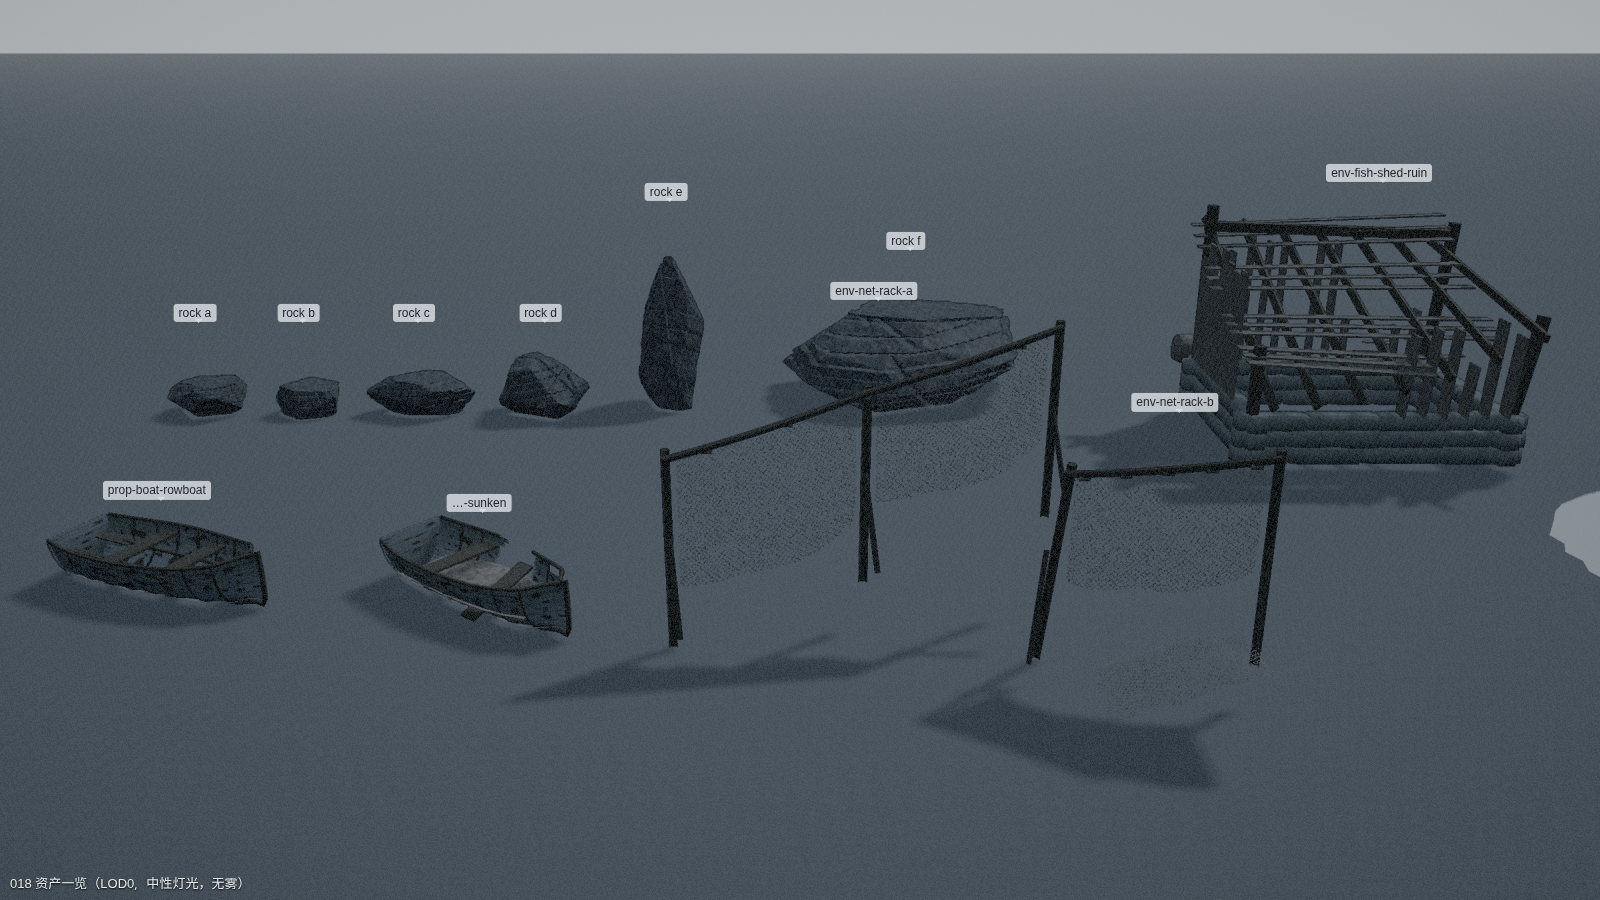 env-fish-shed-ruin
rock e
rock f
env-net-rack-a
rock a
rock b
rock c
rock d
env-net-rack-b
prop-boat-rowboat
…-sunken
018 资产一览（LOD0，中性灯光，无雾）